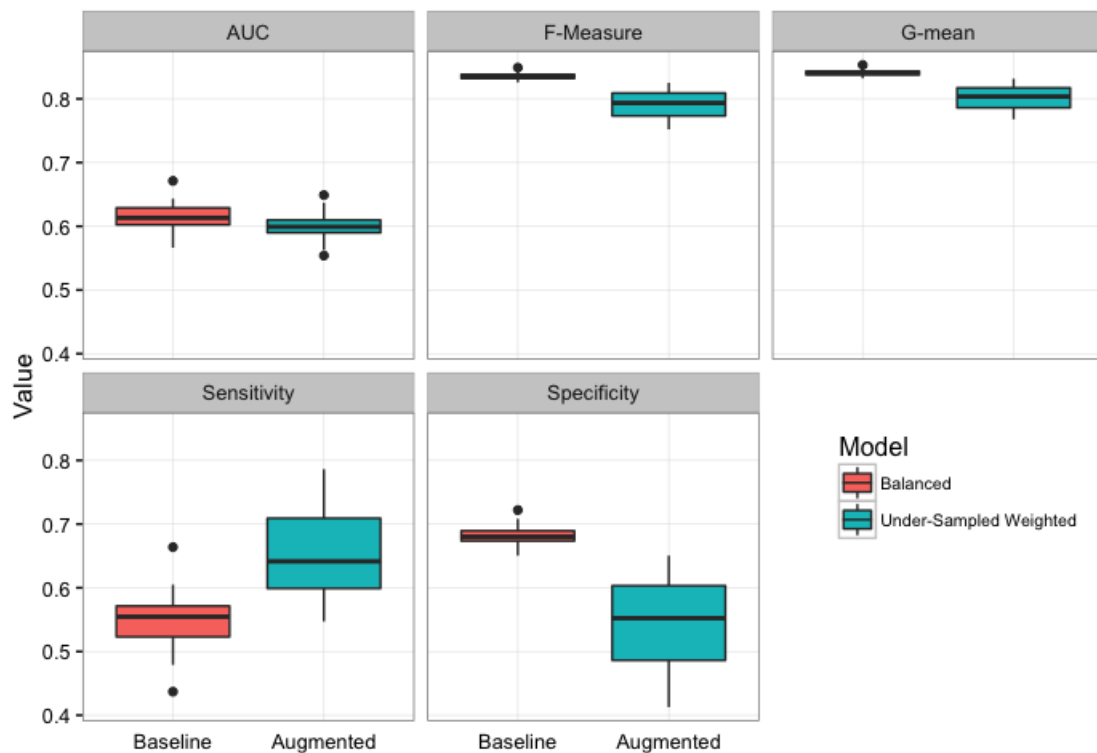 AUC F-Measure G-mean
0.8
0.7
0.6
0.5
0.4
Value
Sensitivity Specificity
0.8
0.7
0.6
0.5
0.4
Baseline Augmented Baseline Augmented
Model
Balanced
Under-Sampled Weighted